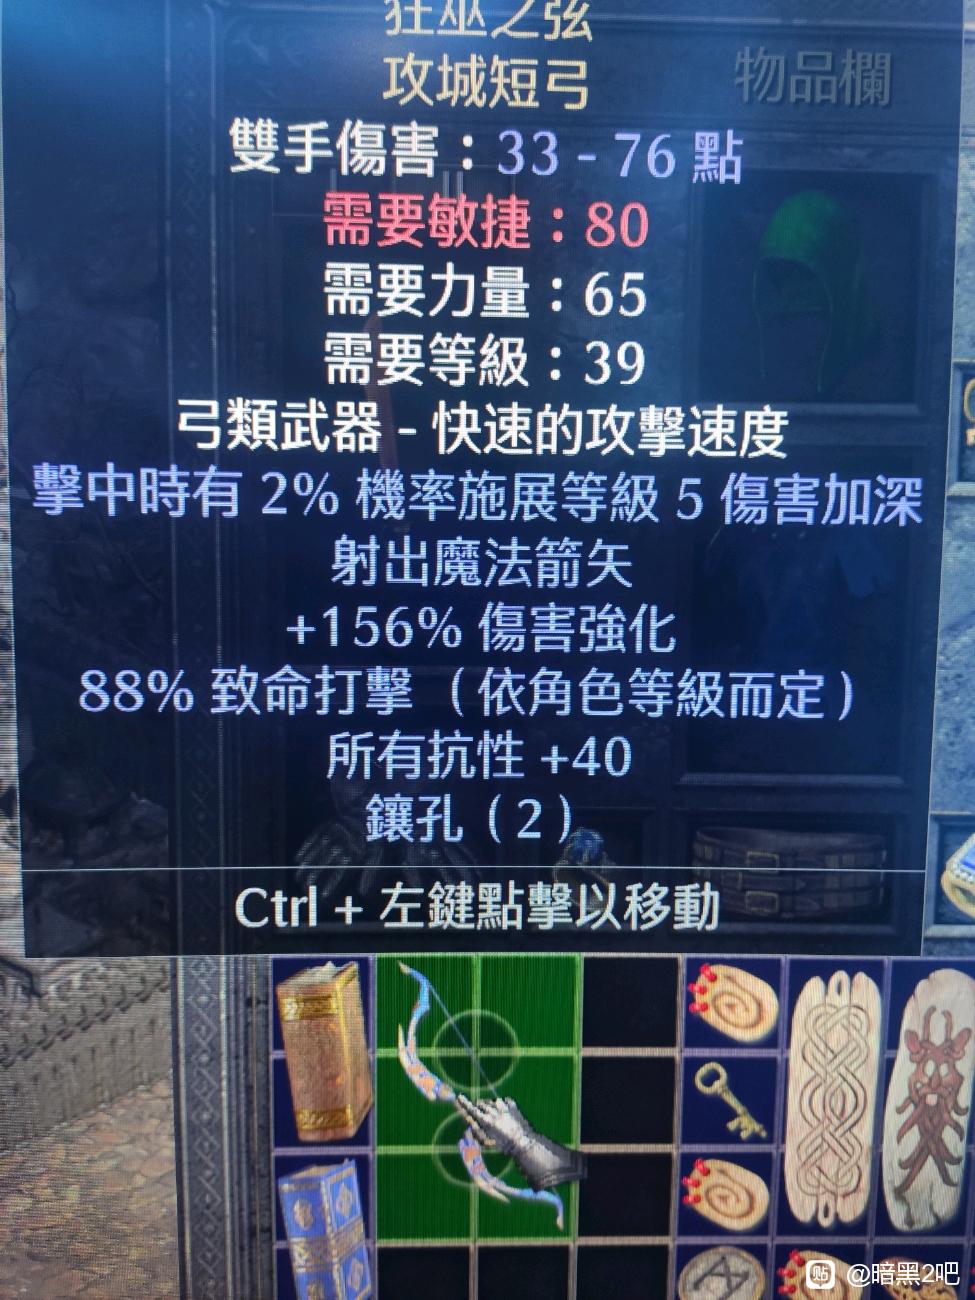 狂巫之弦
攻城短弓
物品欄
雙手傷害：33 - 76 點
需要敏捷：80
需要力量：65
需要等級：39
弓類武器 - 快速的攻擊速度
擊中時有 2% 機率施展等級 5 傷害加深
射出魔法箭矢
+156% 傷害強化
88% 致命打擊 （依角色等級而定）
所有抗性 +40
鑲孔（2）
Ctrl + 左鍵點擊以移動
貼 @暗黑2吧